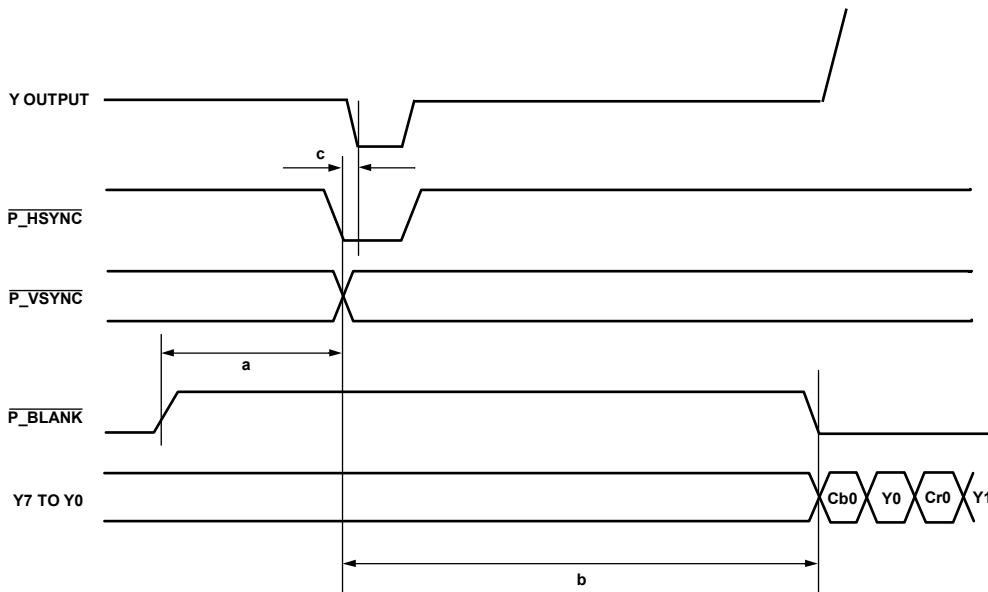 Y OUTPUT
c
P_HSYNC
P_VSYNC
a
P_BLANK
Y7 TO Y0
Cb0 Y0 Cr0 Y1
b